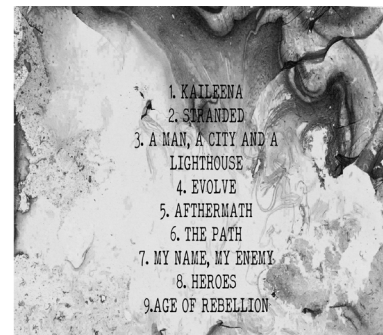 1. KAILEENA
2. STRANDED
3. A MAN, A CITY AND A
LIGHTHOUSE
4. EVOLVE
5. AFTHERMATH
6. THE PATH
7. MY NAME, MY ENEMY
8. HEROES
9.AGE OF REBELLION